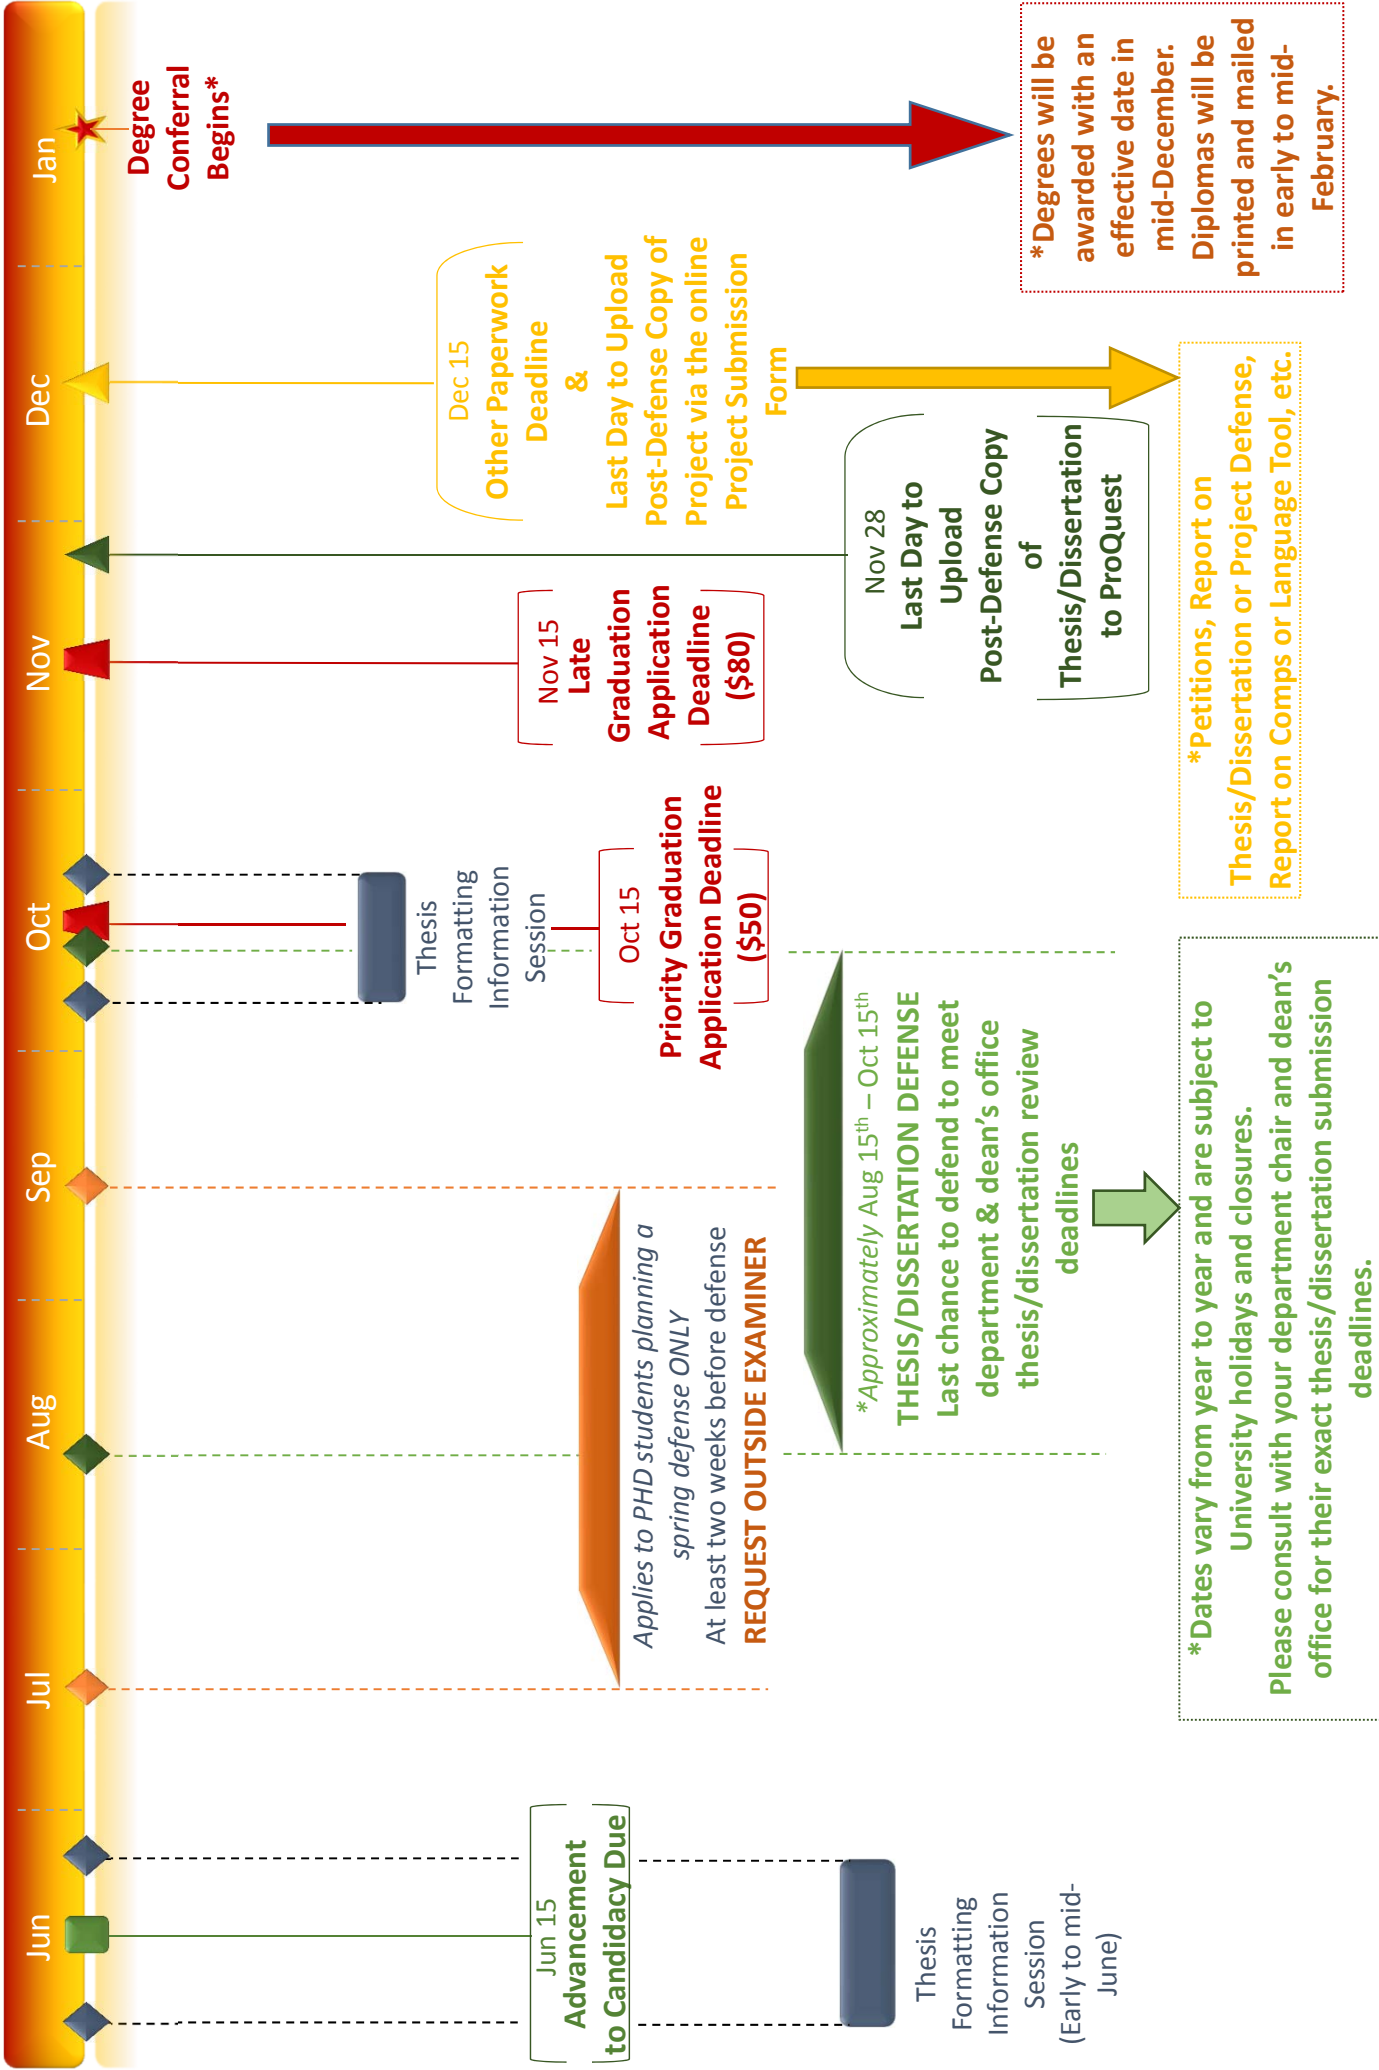 Jun
Jul
Aug
Sep
Oct
Nov
Dec
Jan
Jun 15
Advancement
to Candidacy Due
Thesis
Formatting
Information
Session
(Early to mid-
June)
Applies to PHD students planning a
spring defense ONLY
At least two weeks before defense
REQUEST OUTSIDE EXAMINER
*Approximately Aug 15th – Oct 15th
THESIS/DISSERTATION DEFENSE
Last chance to defend to meet
department & dean’s office
thesis/dissertation review
deadlines
*Dates vary from year to year and are subject to
University holidays and closures.
Please consult with your department chair and dean’s
office for their exact thesis/dissertation submission
deadlines.
Thesis
Formatting
Information
Session
Oct 15
Priority Graduation
Application Deadline
($50)
Nov 15
Late
Graduation
Application
Deadline
($80)
Nov 28
Last Day to
Upload
Post-Defense Copy
of
Thesis/Dissertation
to ProQuest
Dec 15
Other Paperwork
Deadline
&
Last Day to Upload
Post-Defense Copy of
Project via the online
Project Submission
Form
*Petitions, Report on
Thesis/Dissertation or Project Defense,
Report on Comps or Language Tool, etc.
Degree
Conferral
Begins*
*Degrees will be
awarded with an
effective date in
mid-December.
Diplomas will be
printed and mailed
in early to mid-
February.